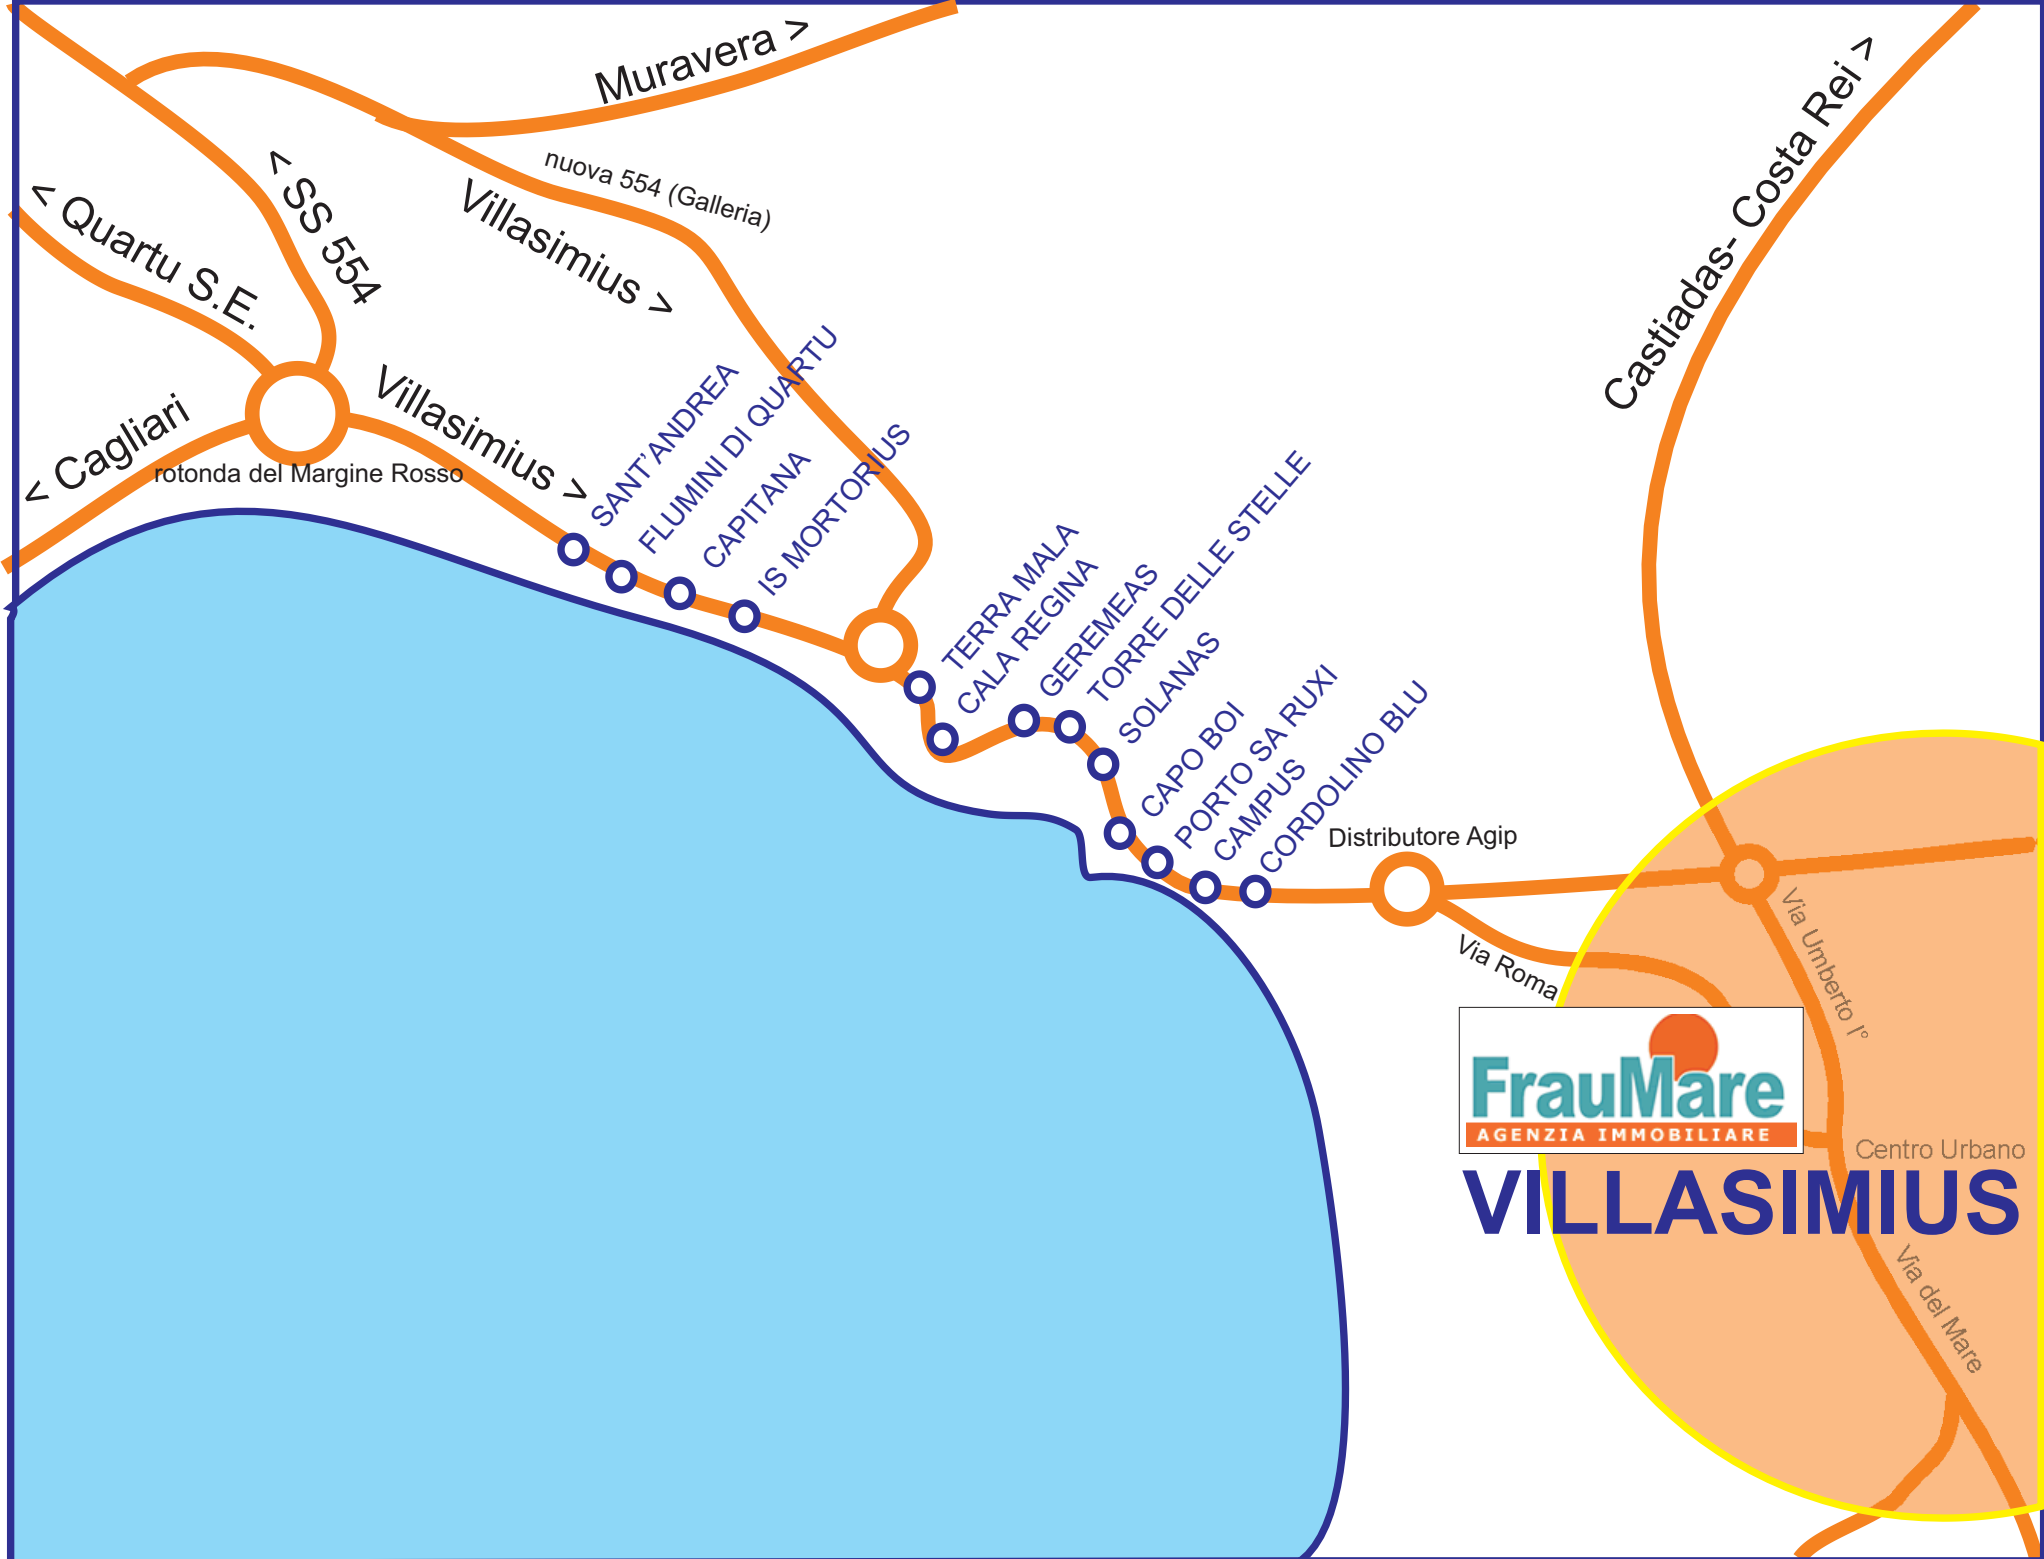 Muravera >
nuova 554 (Galleria)
Villasimius >
< SS 554
< Quartu S.E.
Castiadas- Costa Rei >
< Cagliari
rotonda del Margine Rosso
Villasimius >
SANT'ANDREA
FLUMINI DI QUARTU
CAPITANA
IS MORTORIUS
TERRA MALA
CALA REGINA
GEREMEAS
TORRE DELLE STELLE
SOLANAS
CAPO BOI
PORTO SA RUXI
CAMPUS
CORDOLINO BLU
Distributore Agip
Via Roma
Via Umberto I°
FrauMare
AGENZIA IMMOBILIARE
Centro Urbano
VILLASIMIUS
Via del Mare